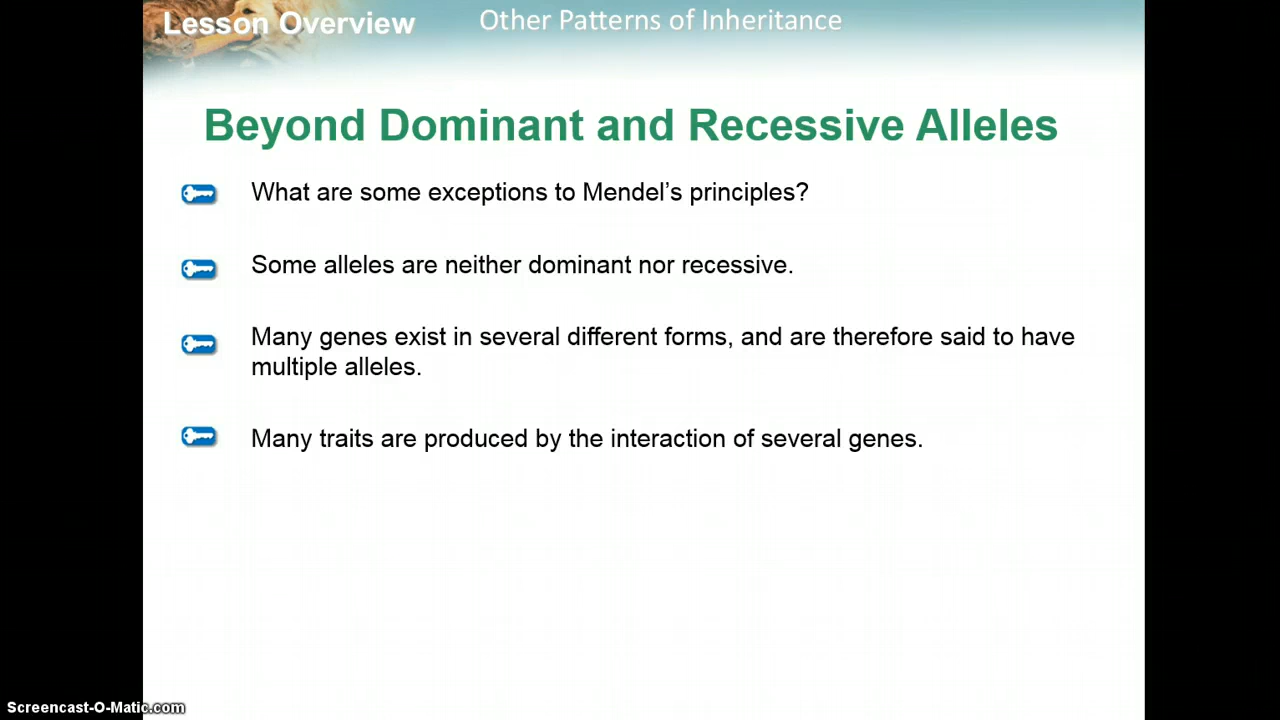 Lesson Overview
Other Patterns of Inheritance
Beyond Dominant and Recessive Alleles
What are some exceptions to Mendel’s principles?
Some alleles are neither dominant nor recessive.
Many genes exist in several different forms, and are therefore said to have
multiple alleles.
Many traits are produced by the interaction of several genes.
Screencast-O-Matic.com